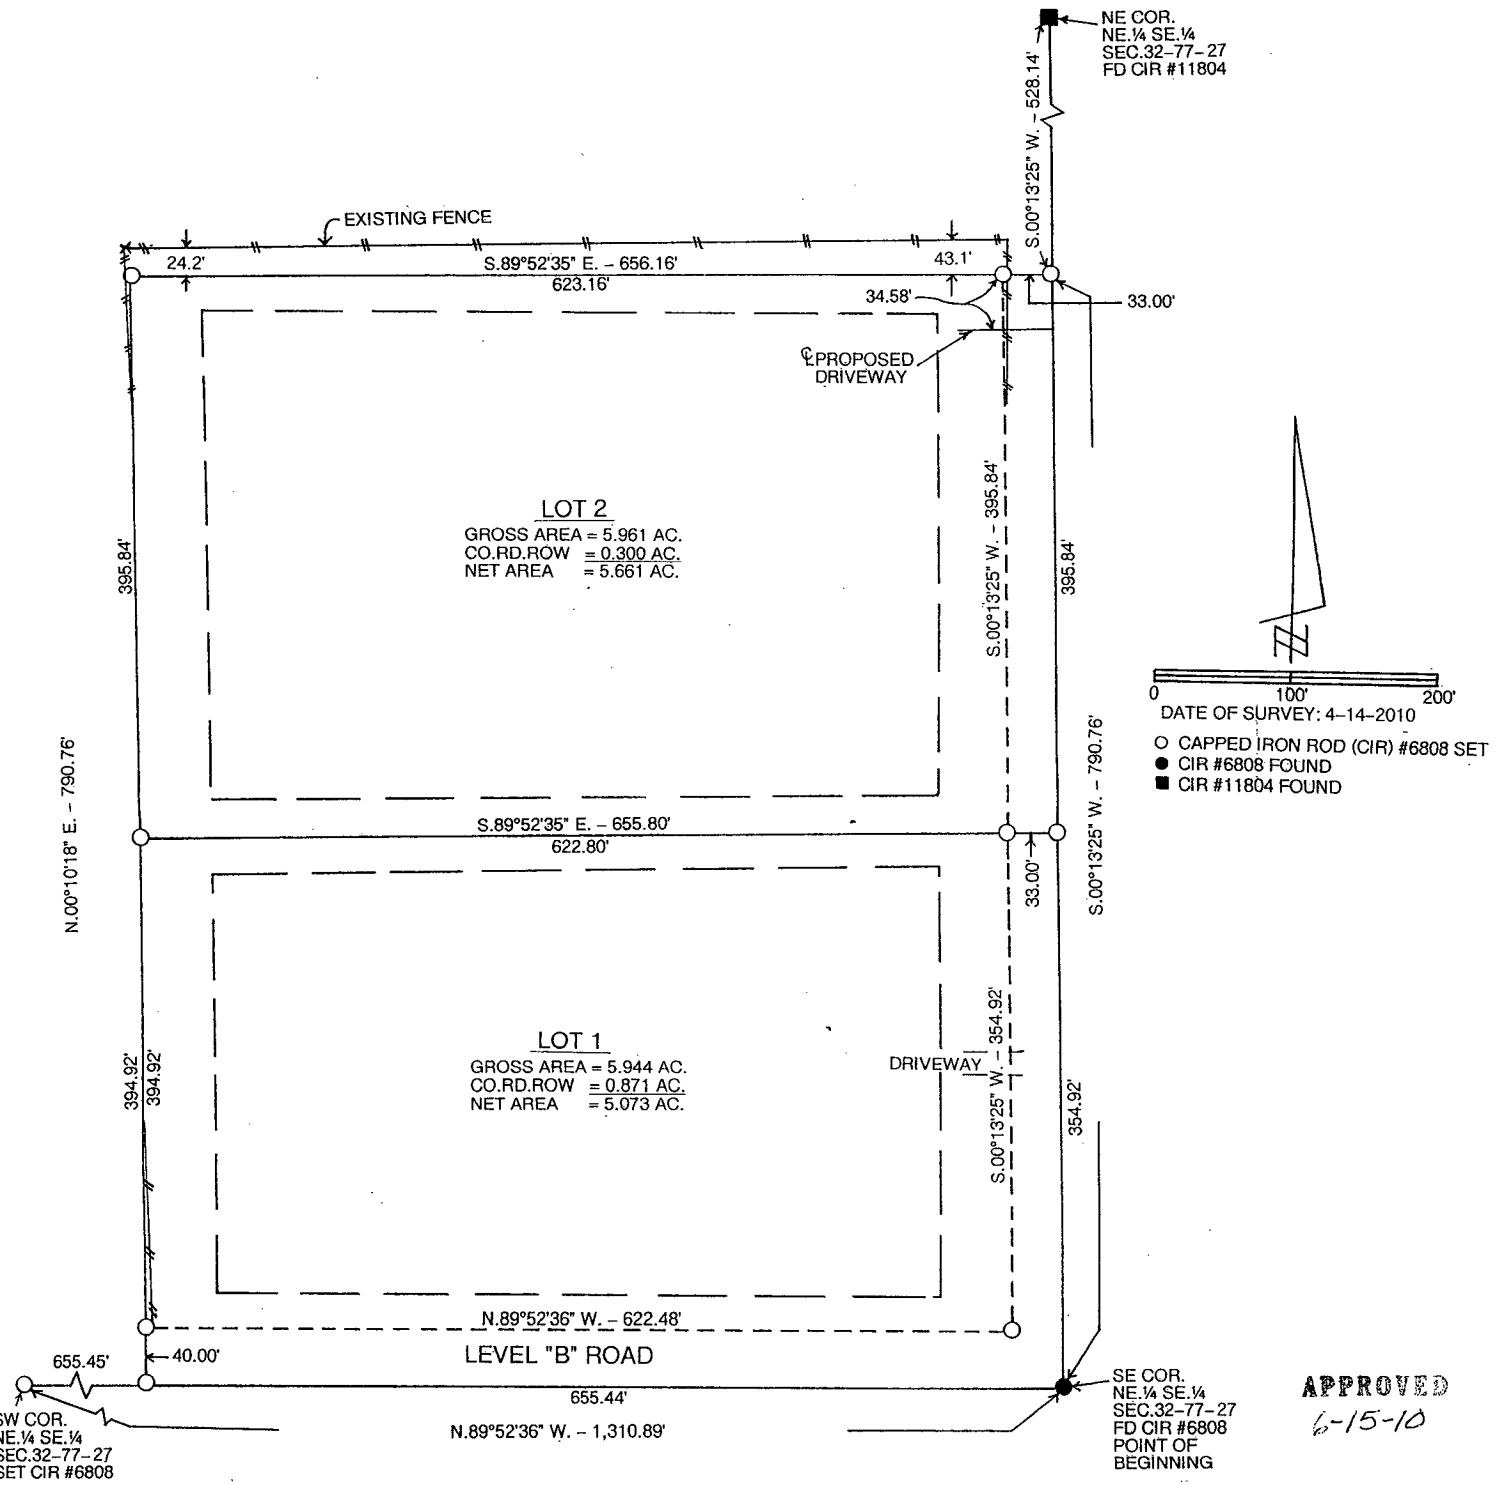 NE COR.
NE.¼ SE.¼
SEC.32–77–27
FD CIR #11804
S.00°13'25" W. – 528.14'
EXISTING FENCE
24.2'
S.89°52'35" E. – 656.16'
43.1'
623.16'
34.58'
33.00'
℄ PROPOSED
DRIVEWAY
LOT 2
GROSS AREA = 5.961 AC.
CO.RD.ROW = 0.300 AC.
NET AREA = 5.661 AC.
395.84'
S.00°13'25" W. – 395.84'
395.84'
N
0 100' 200'
DATE OF SURVEY: 4–14–2010
CAPPED IRON ROD (CIR) #6808 SET
CIR #6808 FOUND
CIR #11804 FOUND
N.00°10'18" E. – 790.76'
S.00°13'25" W. – 790.76'
S.89°52'35" E. – 655.80'
622.80'
33.00'
LOT 1
GROSS AREA = 5.944 AC.
CO.RD.ROW = 0.871 AC.
NET AREA = 5.073 AC.
394.92'
394.92'
DRIVEWAY
S.00°13'25" W. – 354.92'
354.92'
N.89°52'36" W. – 622.48'
LEVEL "B" ROAD
40.00'
655.45'
655.44'
N.89°52'36" W. – 1,310.89'
SW COR.
NE.¼ SE.¼
SEC.32–77–27
SET CIR #6808
SE COR.
NE.¼ SE.¼
SEC.32–77–27
FD CIR #6808
POINT OF
BEGINNING
APPROVED
6-15-10